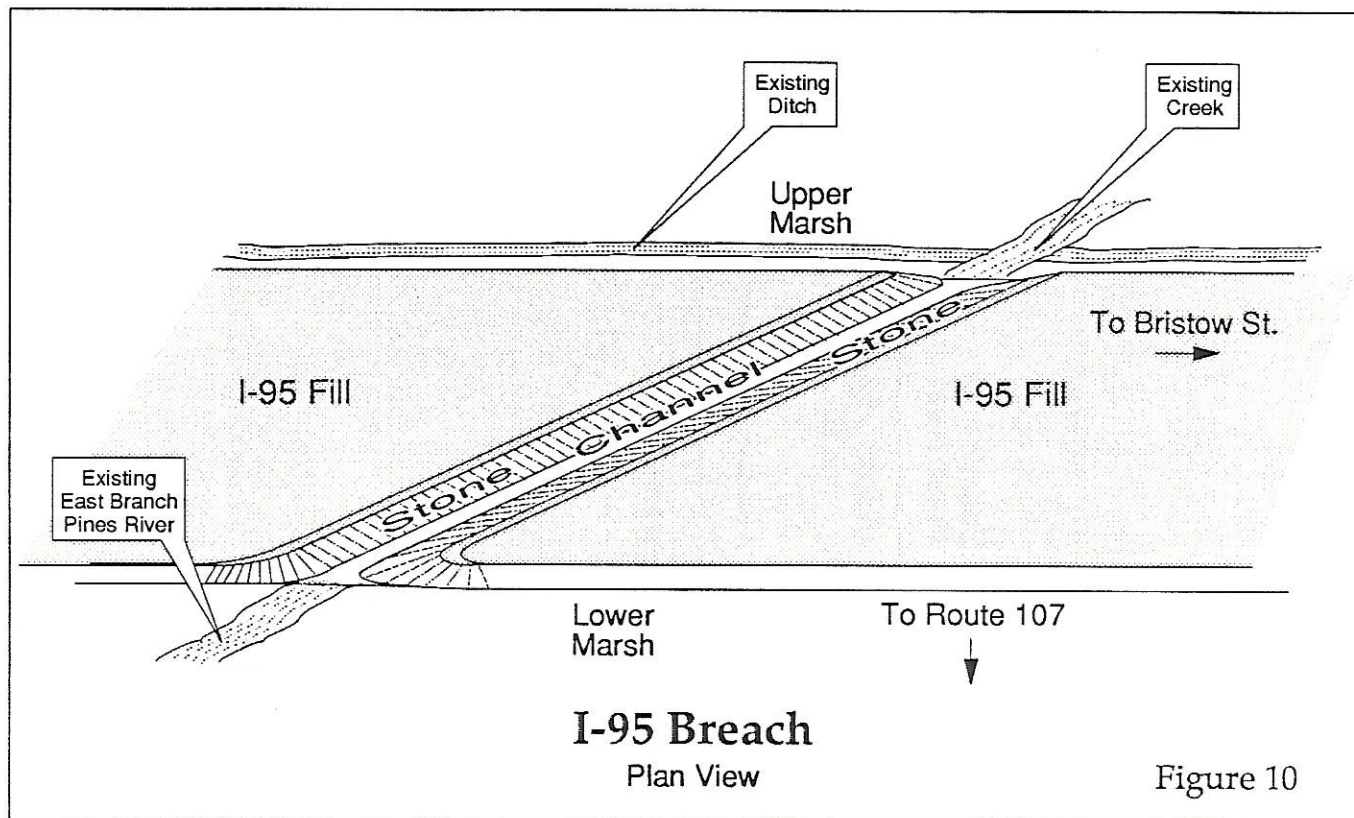 Existing
Ditch
Existing
Creek
Upper
Marsh
To Bristow St.
I-95 Fill
I-95 Fill
Stone Channel Stone
Existing
East Branch
Pines River
Lower
Marsh
To Route 107
I-95 Breach
Plan View
Figure 10